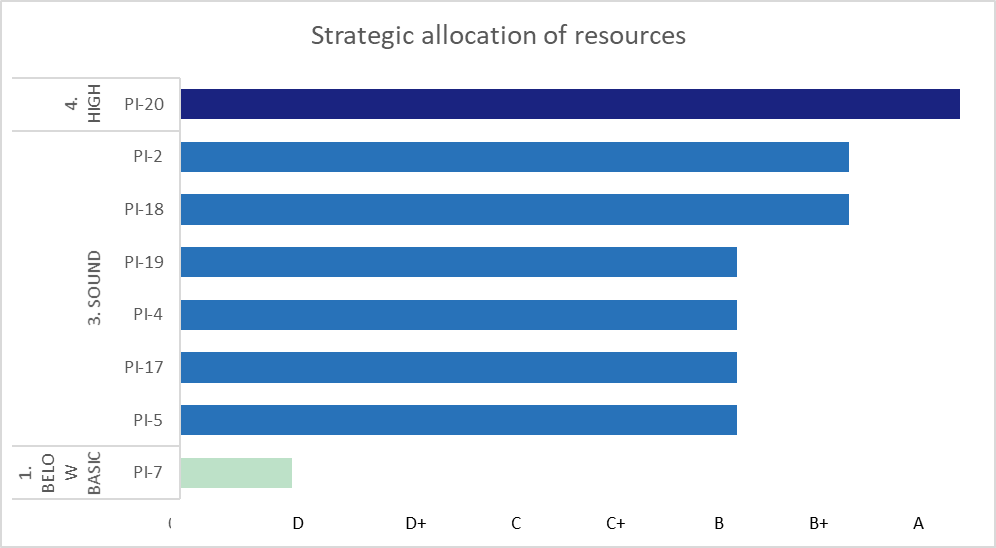 Strategic allocation of resources
4. HIGH
PI-20
3. SOUND
PI-2
PI-18
PI-19
PI-4
PI-17
PI-5
1. BELO
W
BASIC
PI-7
D D+ C C+ B B+ A